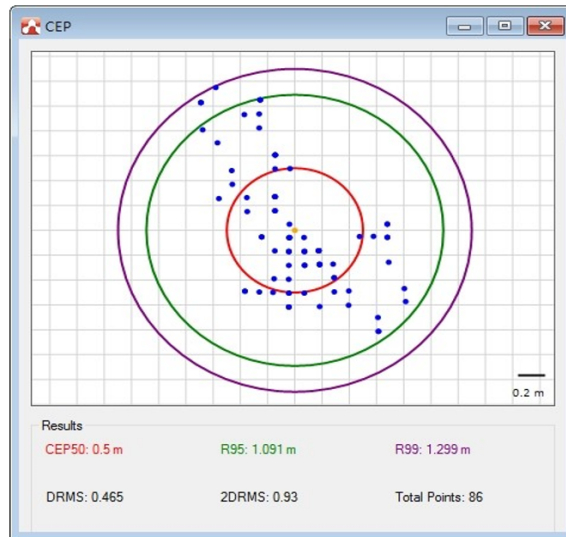 CEP
0.2 m
Results
CEP50: 0.5 m R95: 1.091 m R99: 1.299 m
DRMS: 0.465 2DRMS: 0.93 Total Points: 86